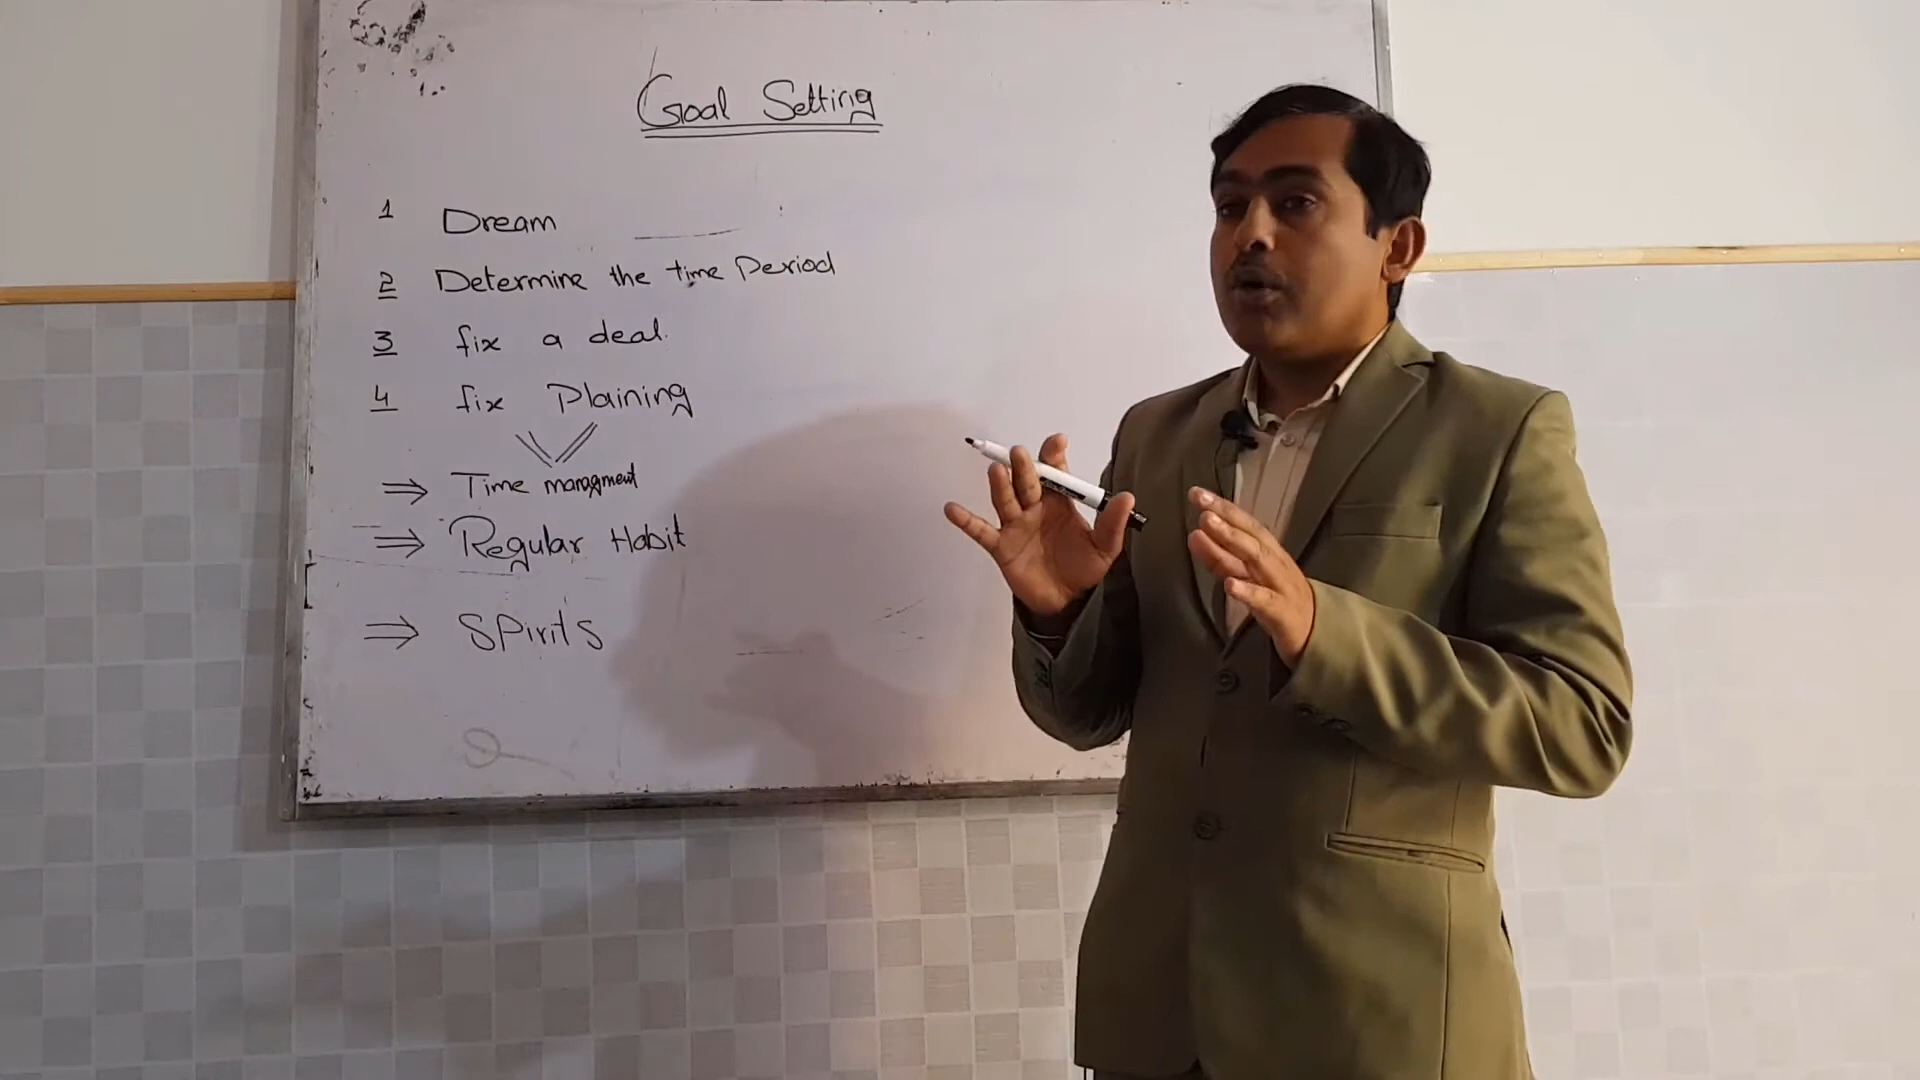 Goal Setting
1 Dream
2 Determine the time Period
3 fix a deal.
4 fix Plaining
⇒ Time managment
⇒ Regular Habit
⇒ SPirits